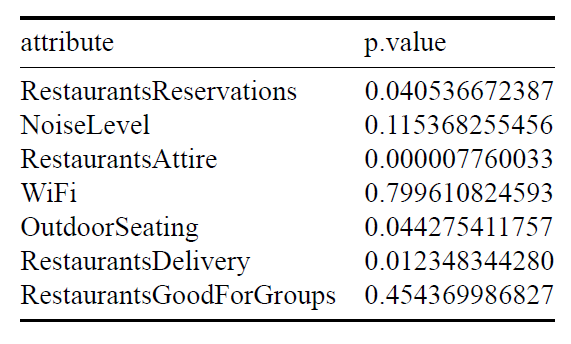 attribute p.value
RestaurantsReservations 0.040536672387
NoiseLevel 0.115368255456
RestaurantsAttire 0.000007760033
WiFi 0.799610824593
OutdoorSeating 0.044275411757
RestaurantsDelivery 0.012348344280
RestaurantsGoodForGroups 0.454369986827